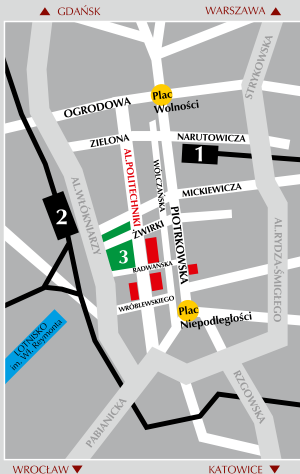 GDAŃSK
WARSZAWA
STRYKOWSKA
Plac
Wolności
OGRODOWA
ZIELONA
NARUTOWICZA
1
AL.POLITECHNIKI
WÓLCZAŃSKA
MICKIEWICZA
AL.WŁÓKNIARZY
2
PIOTRKOWSKA
ŻWIRKI
AL.RYDZA-ŚMIGŁEGO
3
RADWAŃSKA
WRÓBLEWSKIEGO
Plac
Niepodległości
LOTNISKO
im. Wł. Reymonta
PABIANICKA
RZGOWSKA
WROCŁAW
KATOWICE